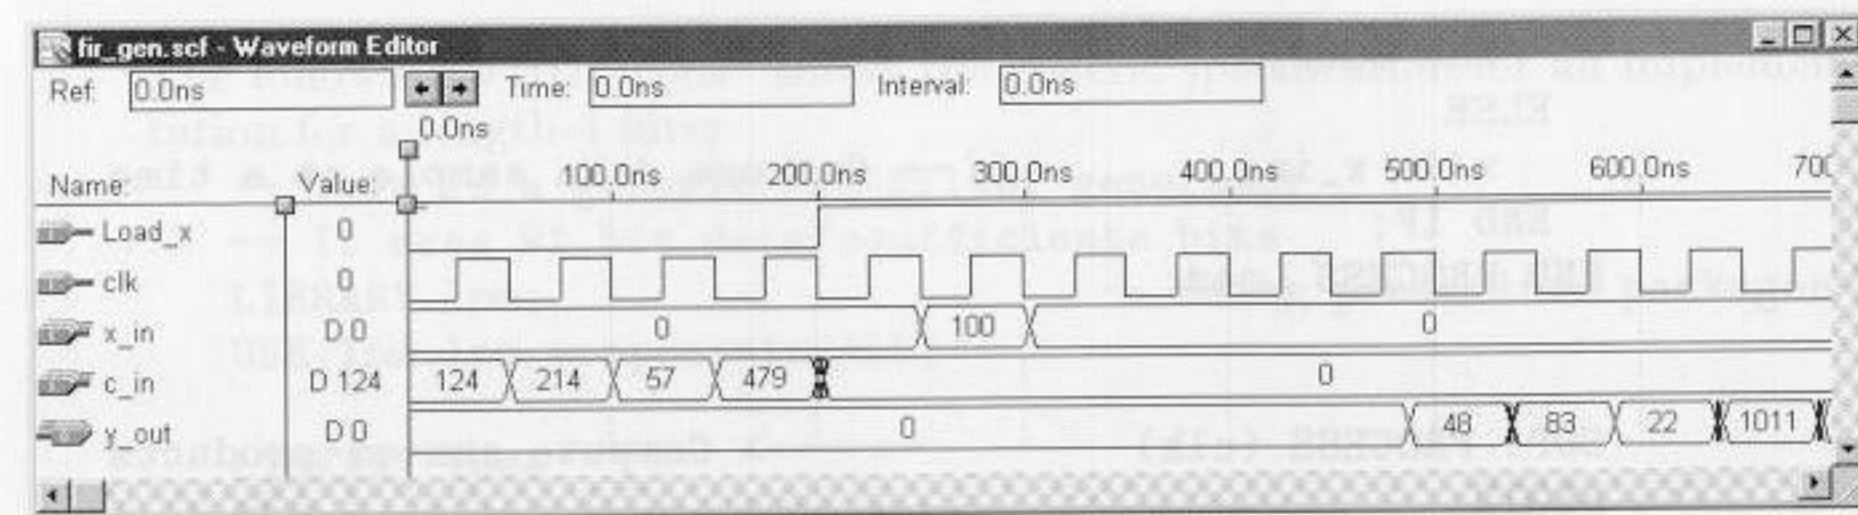 fir_gen.scf - Waveform Editor
Ref: 0.0ns Time: 0.0ns Interval: 0.0ns
0.0ns
Name: Value: 100.0ns 200.0ns 300.0ns 400.0ns 500.0ns 600.0ns
Load_x 0
clk 0
x_in D 0 0 100 0
c_in D 124 124 214 57 479 0
y_out D 0 0 48 83 22 1011